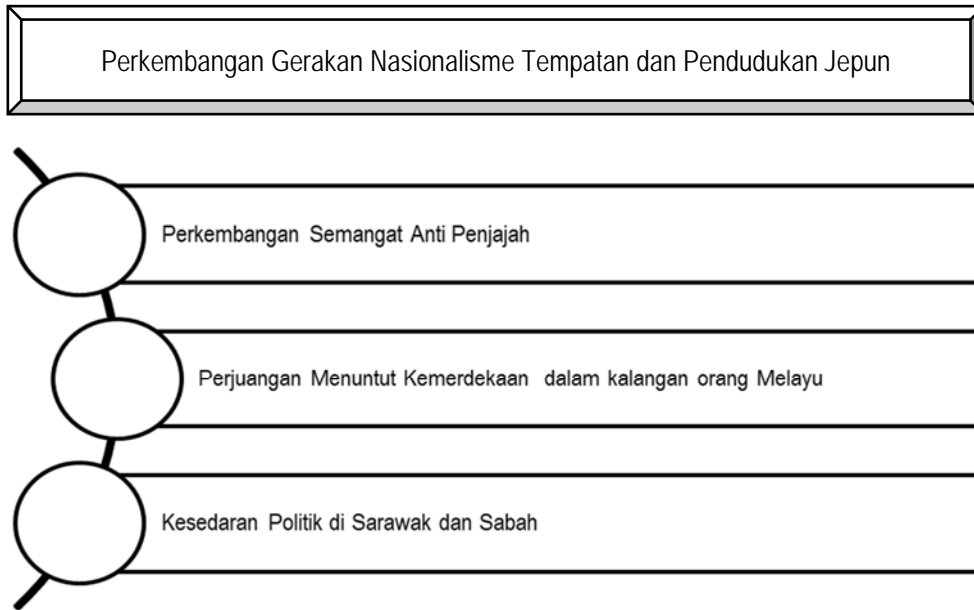 Perkembangan Gerakan Nasionalisme Tempatan dan Pendudukan Jepun
Perkembangan Semangat Anti Penjajah
Perjuangan Menuntut Kemerdekaan dalam kalangan orang Melayu
Kesedaran Politik di Sarawak dan Sabah